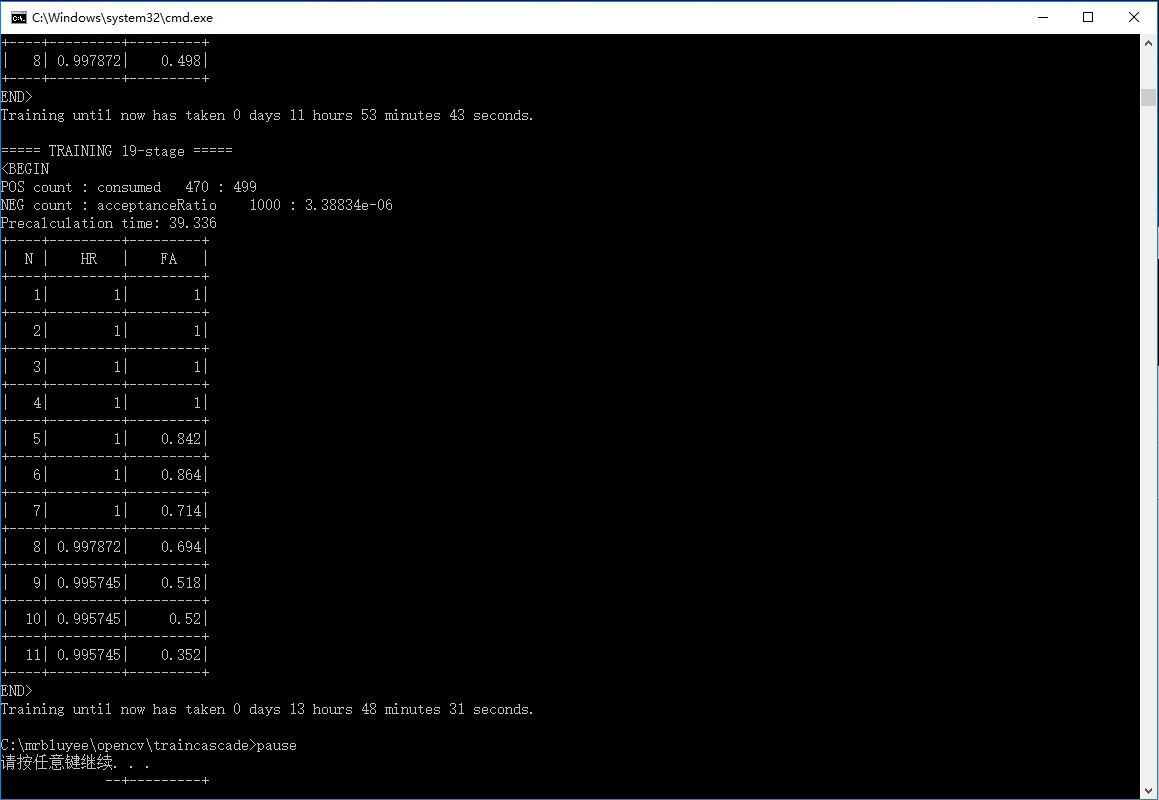 C:\Windows\system32\cmd.exe
+----+---------+---------+
|   8| 0.997872|    0.498|
+----+---------+---------+
END>
Training until now has taken 0 days 11 hours 53 minutes 43 seconds.
===== TRAINING 19-stage =====
<BEGIN
POS count : consumed   470 : 499
NEG count : acceptanceRatio    1000 : 3.38834e-06
Precalculation time: 39.336
+----+---------+---------+
|  N |    HR   |    FA   |
+----+---------+---------+
|   1|        1|        1|
+----+---------+---------+
|   2|        1|        1|
+----+---------+---------+
|   3|        1|        1|
+----+---------+---------+
|   4|        1|        1|
+----+---------+---------+
|   5|        1|    0.842|
+----+---------+---------+
|   6|        1|    0.864|
+----+---------+---------+
|   7|        1|    0.714|
+----+---------+---------+
|   8| 0.997872|    0.694|
+----+---------+---------+
|   9| 0.995745|    0.518|
+----+---------+---------+
|  10| 0.995745|     0.52|
+----+---------+---------+
|  11| 0.995745|    0.352|
+----+---------+---------+
END>
Training until now has taken 0 days 13 hours 48 minutes 31 seconds.
C:\mrbluyee\opencv\traincascade>pause
请按任意键继续. . .
--+---------+